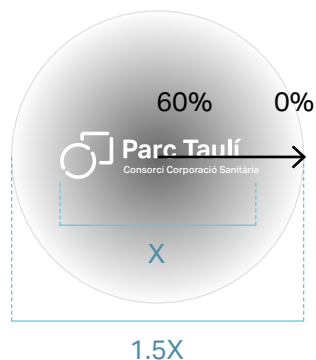 60% 0%
Parc Taulí
Consorci Corporació Sanitària
X
1,5X